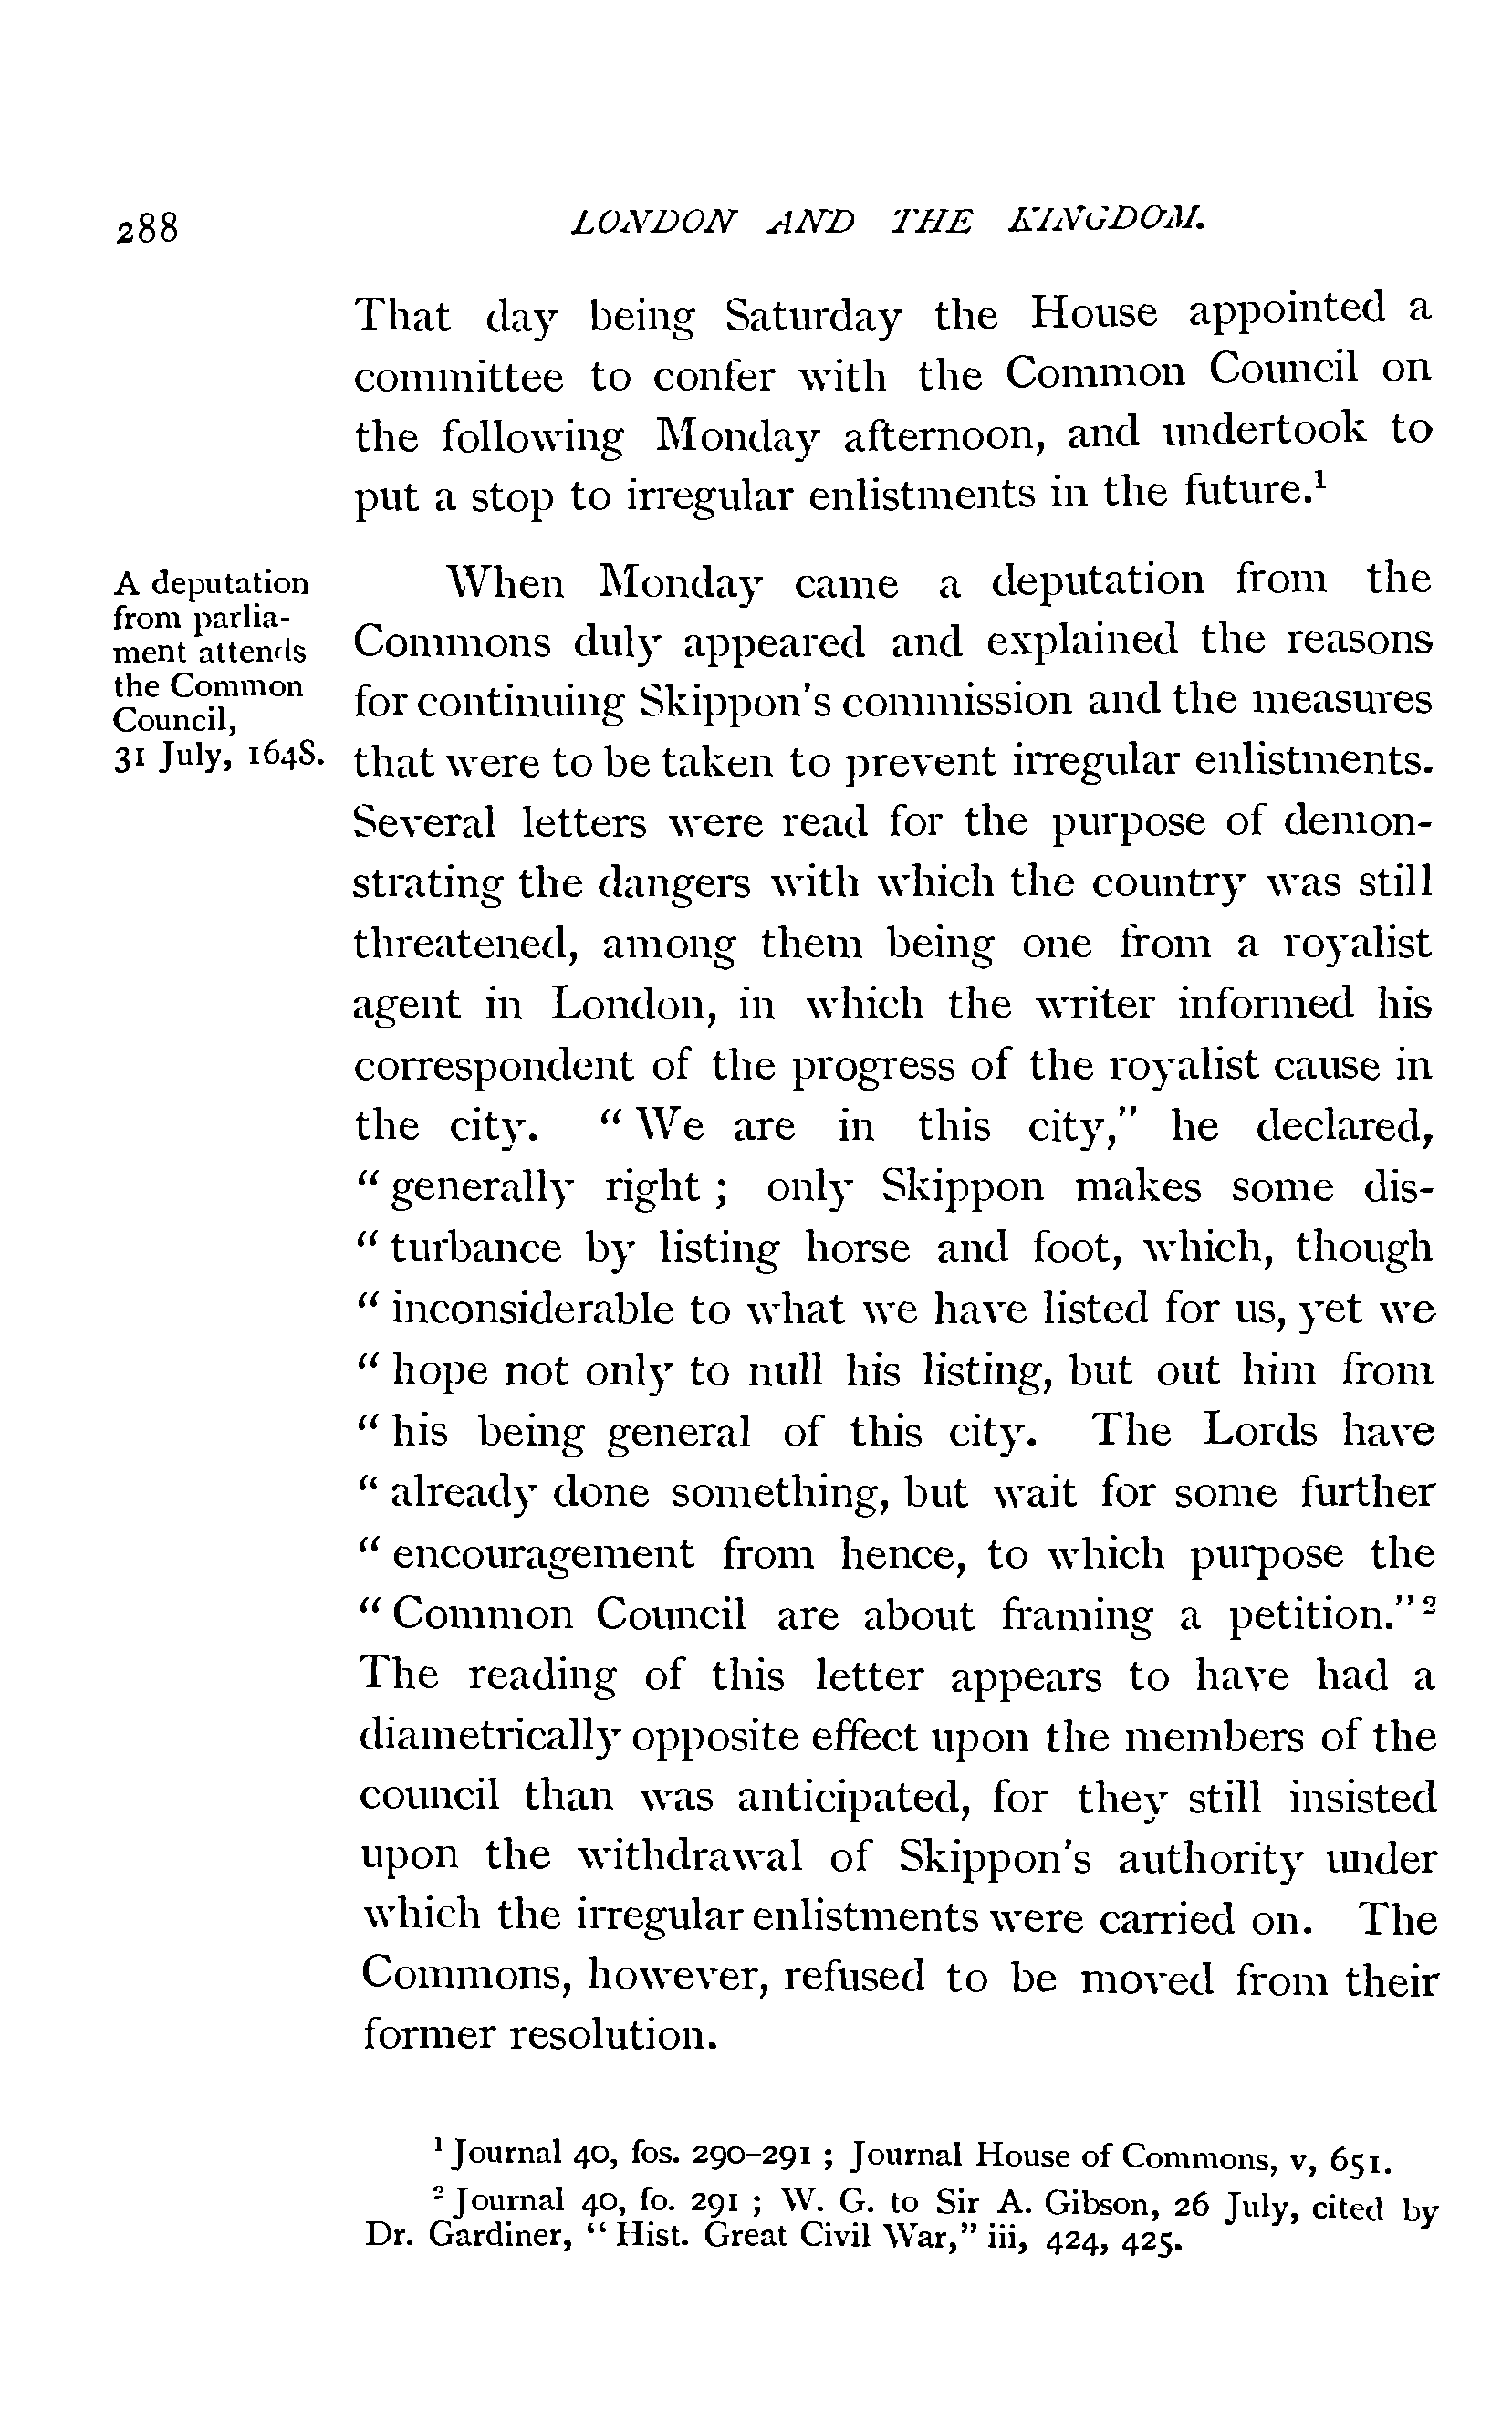 288 LONDON AND THE KINGDOM.
That day being Saturday the House appointed a
committee to confer with the Common Council on
the following Monday afternoon, and undertook to
put a stop to irregular enlistments in the future.¹
A deputation
from parlia-
ment attends
the Common
Council,
31 July, 1648.
When Monday came a deputation from the
Commons duly appeared and explained the reasons
for continuing Skippon's commission and the measures
that were to be taken to prevent irregular enlistments.
Several letters were read for the purpose of demon-
strating the dangers with which the country was still
threatened, among them being one from a royalist
agent in London, in which the writer informed his
correspondent of the progress of the royalist cause in
the city. "We are in this city," he declared,
"generally right; only Skippon makes some dis-
"turbance by listing horse and foot, which, though
"inconsiderable to what we have listed for us, yet we
"hope not only to null his listing, but out him from
"his being general of this city. The Lords have
"already done something, but wait for some further
"encouragement from hence, to which purpose the
"Common Council are about framing a petition."²
The reading of this letter appears to have had a
diametrically opposite effect upon the members of the
council than was anticipated, for they still insisted
upon the withdrawal of Skippon's authority under
which the irregular enlistments were carried on. The
Commons, however, refused to be moved from their
former resolution.
¹ Journal 40, fos. 290–291; Journal House of Commons, v, 651.
² Journal 40, fo. 291; W. G. to Sir A. Gibson, 26 July, cited by
Dr. Gardiner, "Hist. Great Civil War," iii, 424, 425.